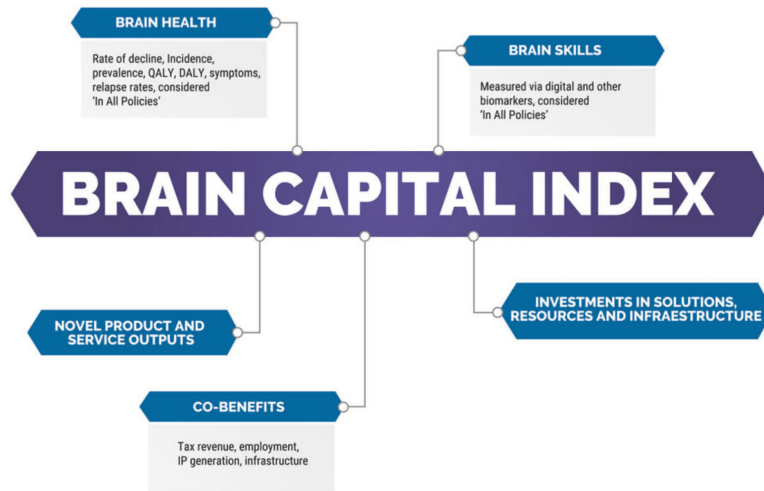 BRAIN HEALTH
Rate of decline, Incidence,
prevalence, QALY, DALY, symptoms,
relapse rates, considered
‘In All Policies’
BRAIN SKILLS
Measured via digital and other
biomarkers, considered
‘In All Policies’
BRAIN CAPITAL INDEX
NOVEL PRODUCT AND
SERVICE OUTPUTS
INVESTMENTS IN SOLUTIONS,
RESOURCES AND INFRAESTRUCTURE
CO-BENEFITS
Tax revenue, employment,
IP generation, infrastructure